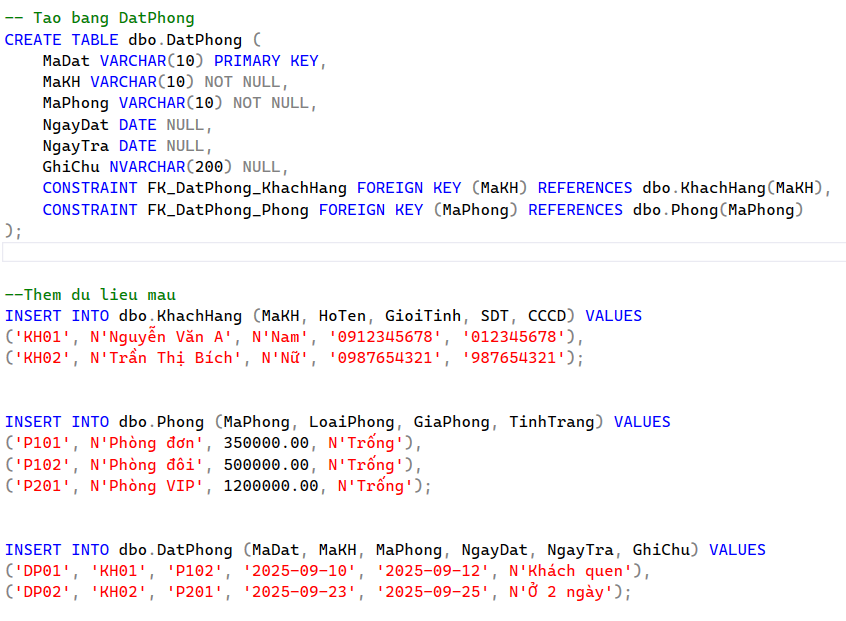 -- Tao bang DatPhong
CREATE TABLE dbo.DatPhong (
    MaDat VARCHAR(10) PRIMARY KEY,
    MaKH VARCHAR(10) NOT NULL,
    MaPhong VARCHAR(10) NOT NULL,
    NgayDat DATE NULL,
    NgayTra DATE NULL,
    GhiChu NVARCHAR(200) NULL,
    CONSTRAINT FK_DatPhong_KhachHang FOREIGN KEY (MaKH) REFERENCES dbo.KhachHang(MaKH),
    CONSTRAINT FK_DatPhong_Phong FOREIGN KEY (MaPhong) REFERENCES dbo.Phong(MaPhong)
);
--Them du lieu mau
INSERT INTO dbo.KhachHang (MaKH, HoTen, GioiTinh, SDT, CCCD) VALUES
('KH01', N'Nguyễn Văn A', N'Nam', '0912345678', '012345678'),
('KH02', N'Trần Thị Bích', N'Nữ', '0987654321', '987654321');
INSERT INTO dbo.Phong (MaPhong, LoaiPhong, GiaPhong, TinhTrang) VALUES
('P101', N'Phòng đơn', 350000.00, N'Trống'),
('P102', N'Phòng đôi', 500000.00, N'Trống'),
('P201', N'Phòng VIP', 1200000.00, N'Trống');
INSERT INTO dbo.DatPhong (MaDat, MaKH, MaPhong, NgayDat, NgayTra, GhiChu) VALUES
('DP01', 'KH01', 'P102', '2025-09-10', '2025-09-12', N'Khách quen'),
('DP02', 'KH02', 'P201', '2025-09-23', '2025-09-25', N'Ở 2 ngày');